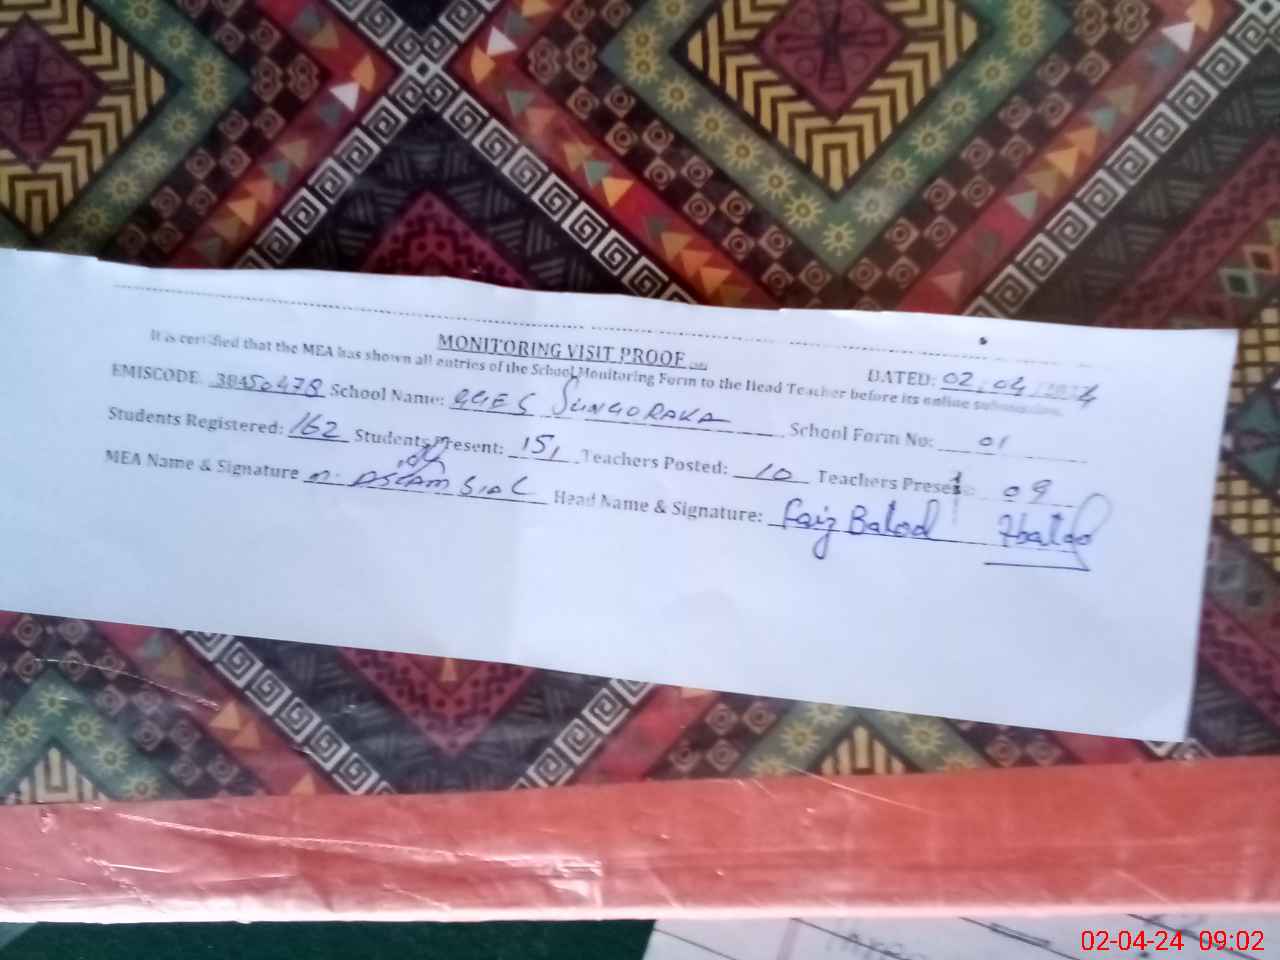 MONITORING VISIT PROOF
DATED: 02.04.2024
It is certified that the MEA has shown all entries of the School Monitoring Form to the Head Teacher before its online submission.
EMISCODE: 38450478 School Name: GGES SUNGORAKA School Form No: 01
Students Registered: 162 Students Present: 151 Teachers Posted: 10 Teachers Present: 09
MEA Name & Signature M. ASLAM SIAL Head Name & Signature: Faiz Batool
02-04-24 09:02